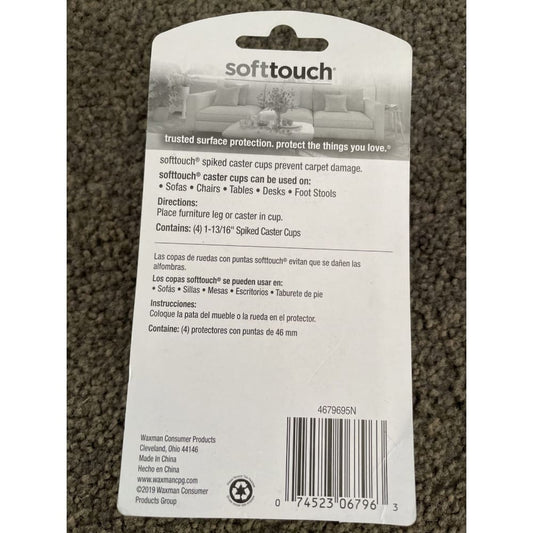 softtouch®
trusted surface protection. protect the things you love.®
softtouch® spiked caster cups prevent carpet damage.
softtouch® caster cups can be used on:
• Sofas • Chairs • Tables • Desks • Foot Stools
Directions:
Place furniture leg or caster in cup.
Contains: (4) 1-13/16" Spiked Caster Cups
Las copas de ruedas con puntas softtouch® evitan que se dañen las
alfombras.
Los copas softtouch® se pueden usar en:
• Sofás • Sillas • Mesas • Escritorios • Taburete de pie
Instrucciones:
Coloque la pata del mueble o la rueda en el protector.
Containe: (4) protectores con puntas de 46 mm
4679695N
Waxman Consumer Products
Cleveland, Ohio 44146
Made In China
Hecho en China
www.waxmancpg.com
©2019 Waxman Consumer
Products Group
0 74523 06796 3